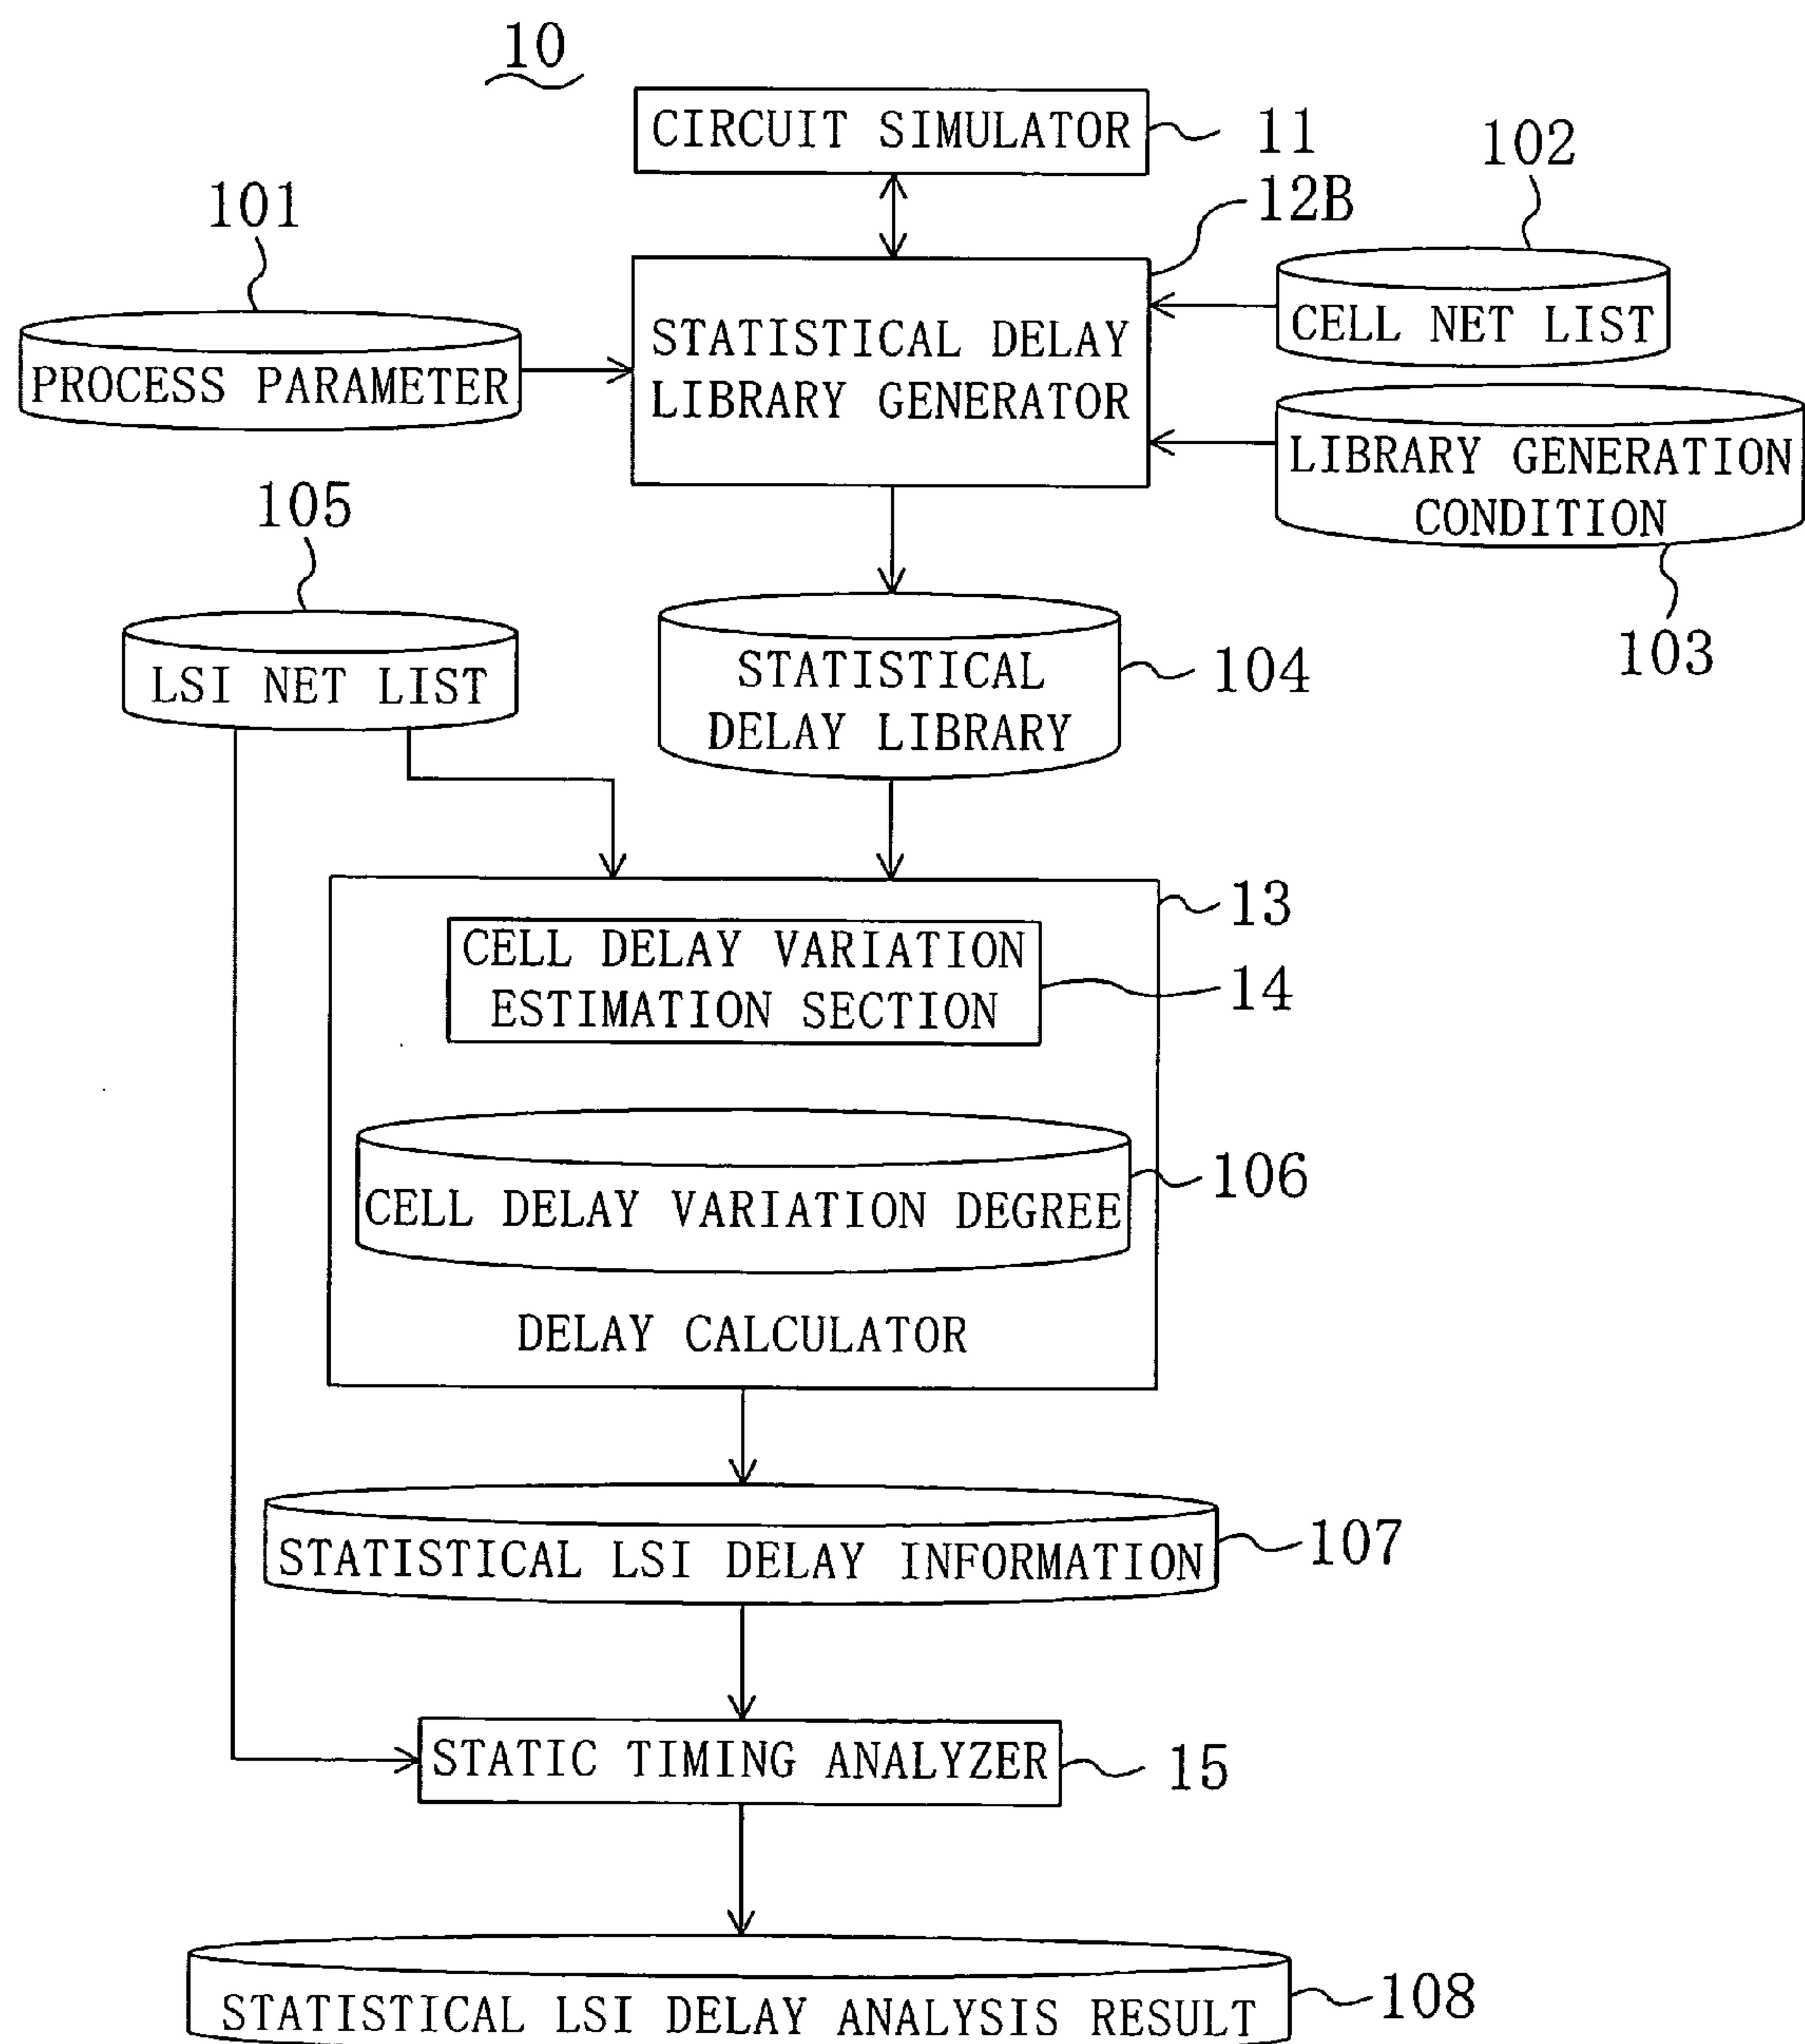 10
CIRCUIT SIMULATOR
11
102
101
12B
CELL NET LIST
PROCESS PARAMETER
STATISTICAL DELAY
LIBRARY GENERATOR
LIBRARY GENERATION
CONDITION
105
103
LSI NET LIST
STATISTICAL
DELAY LIBRARY
104
13
CELL DELAY VARIATION
ESTIMATION SECTION
14
CELL DELAY VARIATION DEGREE
106
DELAY CALCULATOR
STATISTICAL LSI DELAY INFORMATION
107
STATIC TIMING ANALYZER
15
STATISTICAL LSI DELAY ANALYSIS RESULT
108